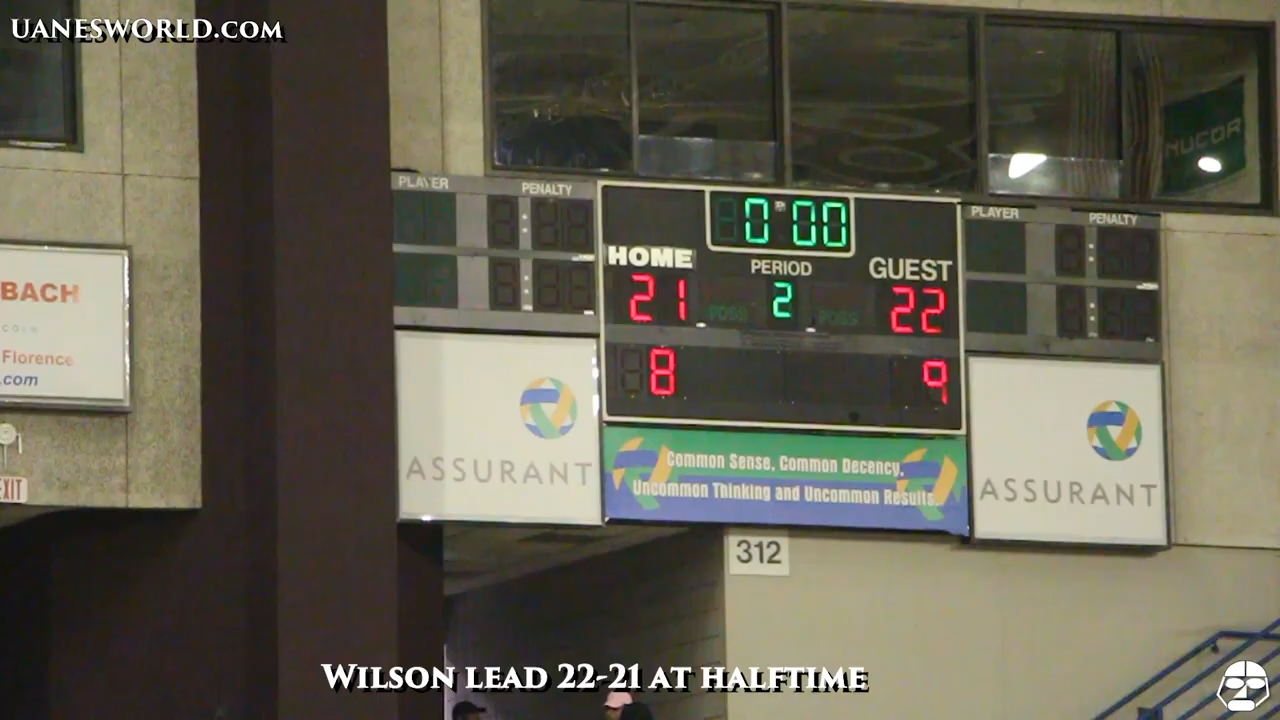 UANESWORLD.COM
NUCOR
PLAYER PENALTY
0:00
PLAYER PENALTY
HOME PERIOD GUEST
21 POSS 2 POSS 22
8 9
BACH
Florence
.com
EXIT
ASSURANT
Common Sense, Common Decency,
Uncommon Thinking and Uncommon Results.
ASSURANT
312
WILSON LEAD 22-21 AT HALFTIME